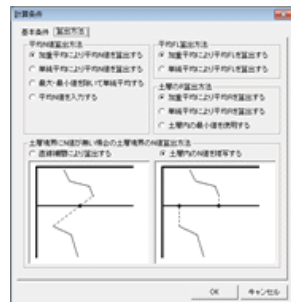 計算条件
基本条件 算出方法
平均N値算出方法
加重平均により平均N値を算出する
単純平均により平均N値を算出する
最大・最小値を除いて単純平均する
平均N値を入力する
平均FL算出方法
加重平均により平均FLを算出する
単純平均により平均FLを算出する
土層のR算出方法
加重平均により平均Rを算出する
単純平均により平均Rを算出する
土層内の最小値を使用する
土層境界にN値が無い場合の土層境界のN値算出方法
直線補間により算出する
土層内のN値を複写する
OK
キャンセル